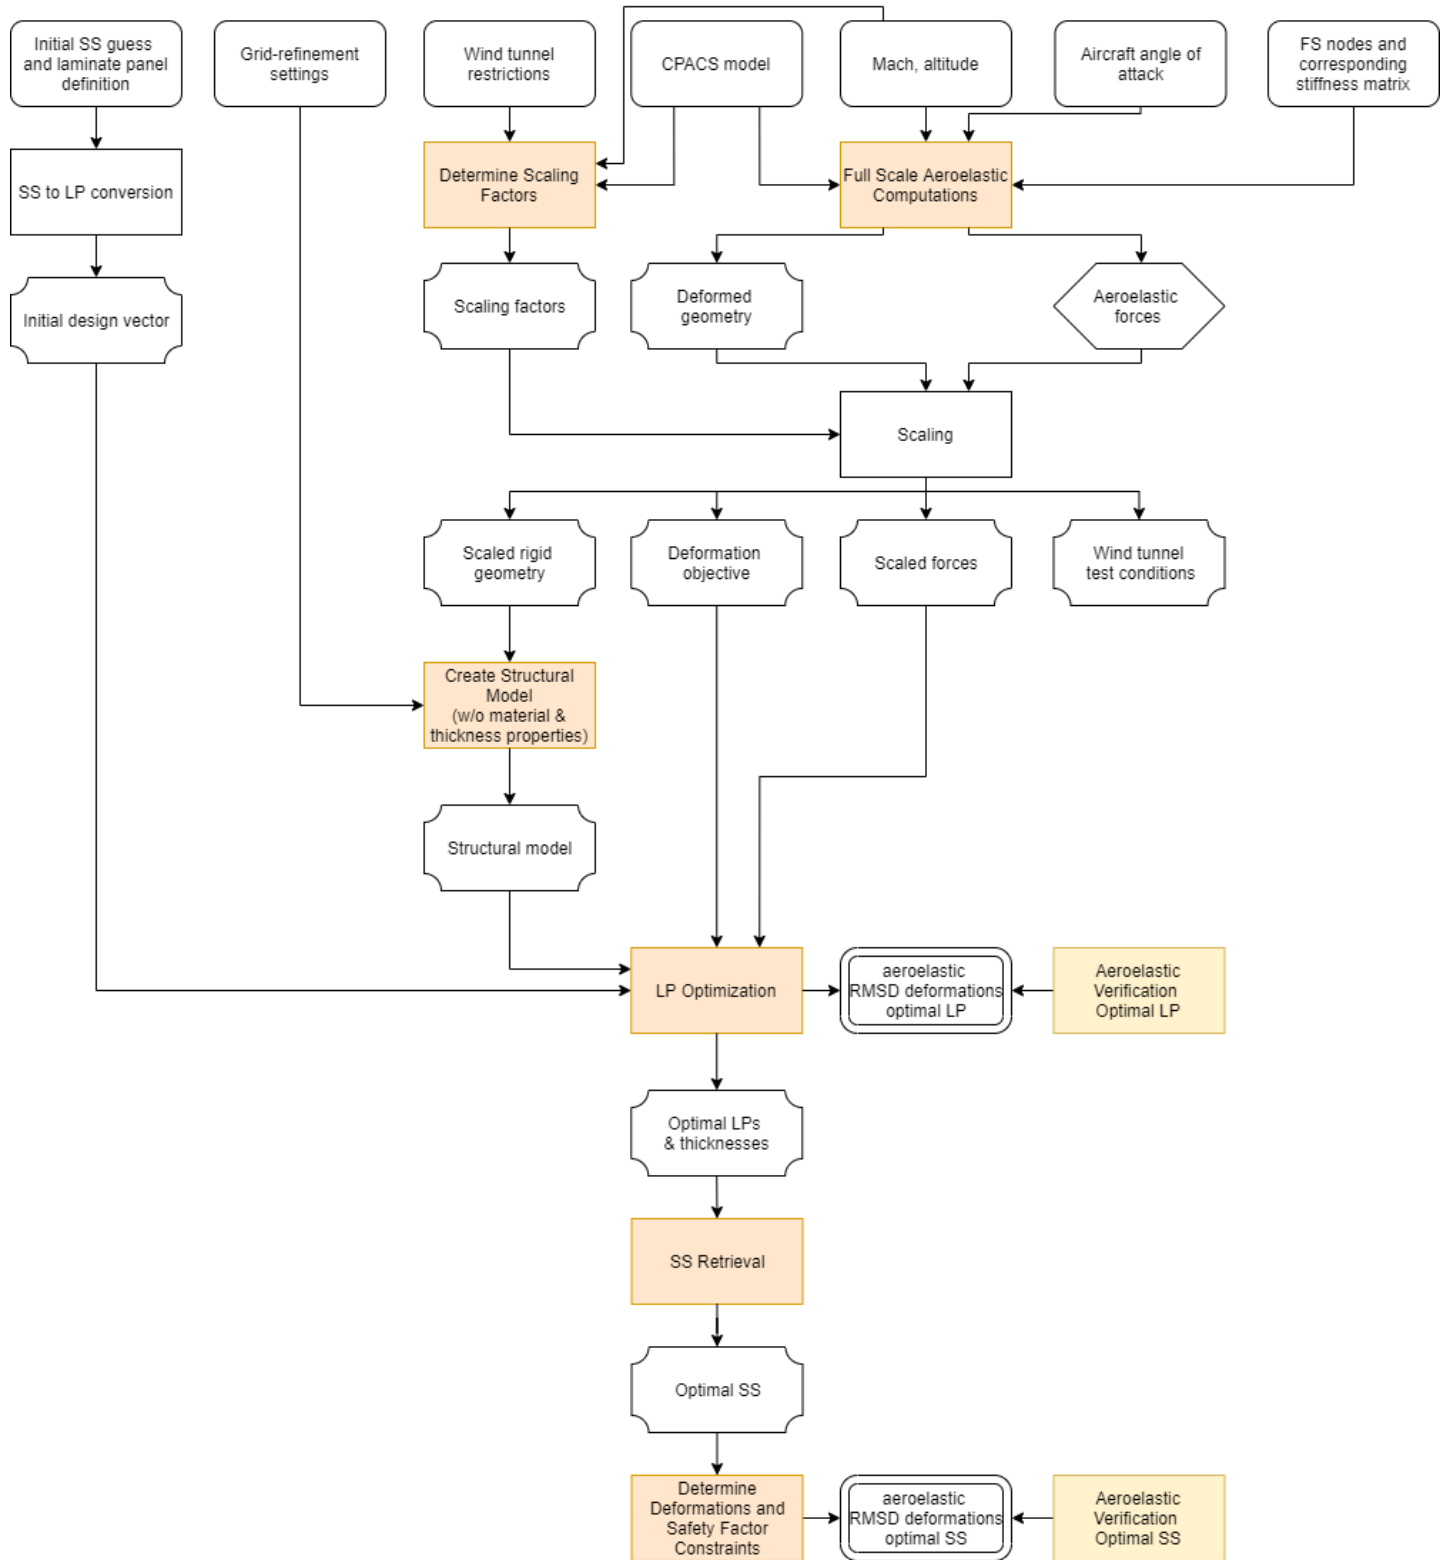 Initial SS guess
and laminate panel
definition
Grid-refinement
settings
Wind tunnel
restrictions
CPACS model
Mach, altitude
Aircraft angle of
attack
FS nodes and
corresponding
stiffness matrix
SS to LP conversion
Determine Scaling
Factors
Full Scale Aeroelastic
Computations
Initial design vector
Scaling factors
Deformed
geometry
Aeroelastic
forces
Scaling
Scaled rigid
geometry
Deformation
objective
Scaled forces
Wind tunnel
test conditions
Create Structural
Model
(w/o material &
thickness properties)
Structural model
LP Optimization
aeroelastic
RMSD deformations
optimal LP
Aeroelastic
Verification
Optimal LP
Optimal LPs
& thicknesses
SS Retrieval
Optimal SS
Determine
Deformations and
Safety Factor
Constraints
aeroelastic
RMSD deformations
optimal SS
Aeroelastic
Verification
Optimal SS